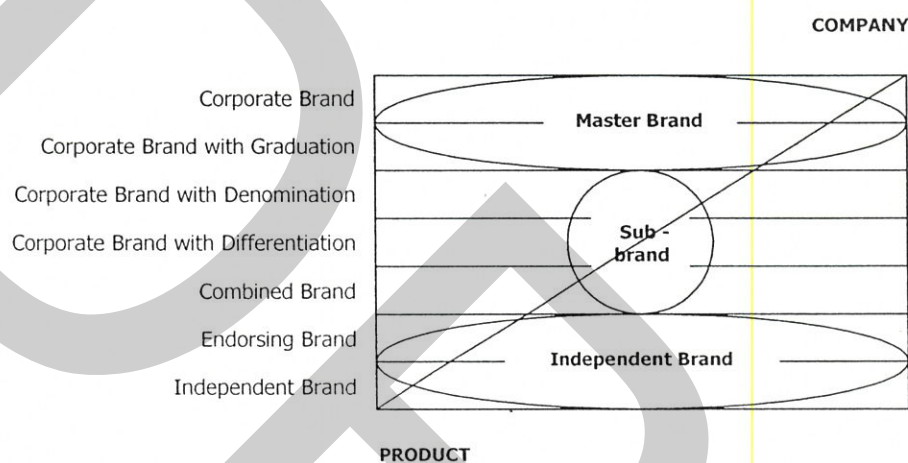 COMPANY
Corporate Brand
Corporate Brand with Graduation
Corporate Brand with Denomination
Corporate Brand with Differentiation
Combined Brand
Endorsing Brand
Independent Brand
Master Brand
Sub -
brand
Independent Brand
PRODUCT